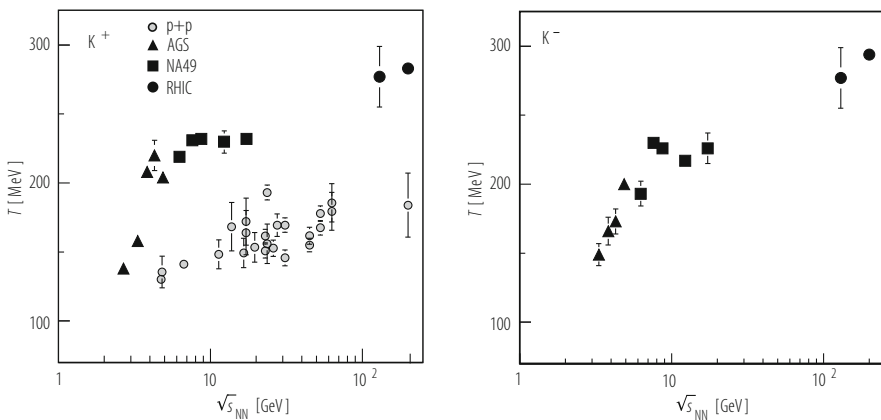 K⁺
p+p
AGS
NA49
RHIC
300
200
100
T [MeV]
1
10
10²
√s_NN [GeV]
K⁻
300
200
100
T [MeV]
1
10
10²
√s_NN [GeV]